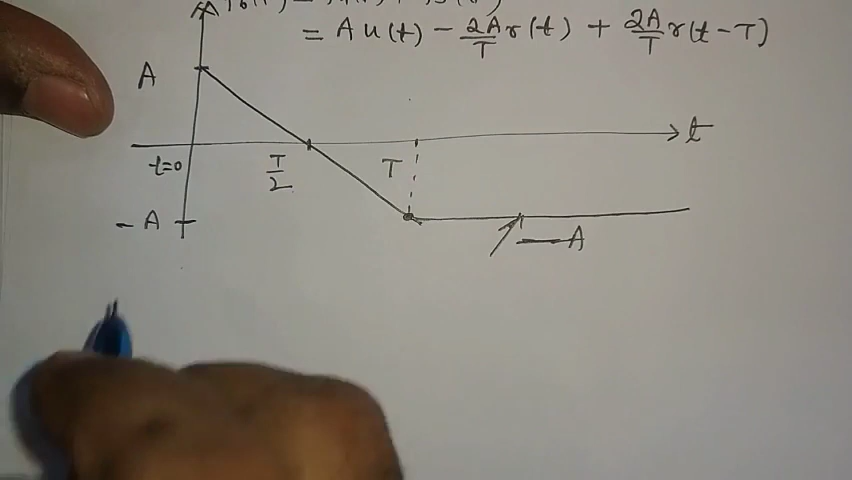 = A u(t) - 2A/T r(t) + 2A/T r(t-T)
A
t
t=0
T/2
T
-A
-A